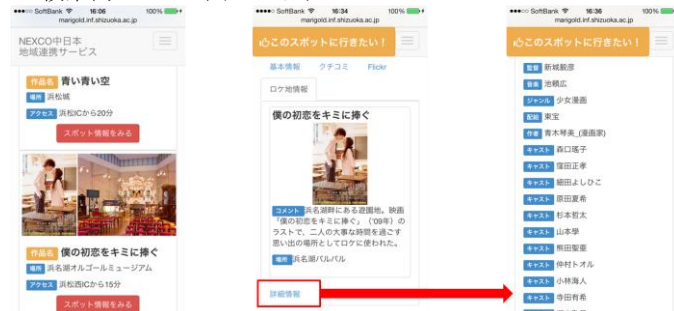 ●●●○○ SoftBank 16:06 100%
marigold.inf.shizuoka.ac.jp
NEXCO中日本
地域連携サービス
作品名 青い青い空
場所 浜松城
アクセス 浜松ICから20分
スポット情報をみる
作品名 僕の初恋をキミに捧ぐ
場所 浜名湖オルゴールミュージアム
アクセス 浜松西ICから15分
スポット情報をみる
●●●●○ SoftBank 16:34 100%
marigold.inf.shizuoka.ac.jp
このスポットに行きたい！
基本情報 クチコミ Flickr
ロケ地情報
僕の初恋をキミに捧ぐ
コメント 浜名湖畔にある遊園地。映画
「僕の初恋をキミに捧ぐ」（'09年）の
ラストで、二人の大事な時間を過ごす
思い出の場所としてロケに使われた。
場所 浜名湖パルパル
詳細情報
●●●●○ SoftBank 16:36 100%
marigold.inf.shizuoka.ac.jp
このスポットに行きたい！
監督 新城毅彦
音楽 池頼広
ジャンル 少女漫画
配給 東宝
作者 青木琴美_(漫画家)
キャスト 森口瑤子
キャスト 窪田正孝
キャスト 細田よしひこ
キャスト 原田夏希
キャスト 杉本哲太
キャスト 山本學
キャスト 熊田聖亜
キャスト 仲村トオル
キャスト 小林海人
キャスト 寺田有希